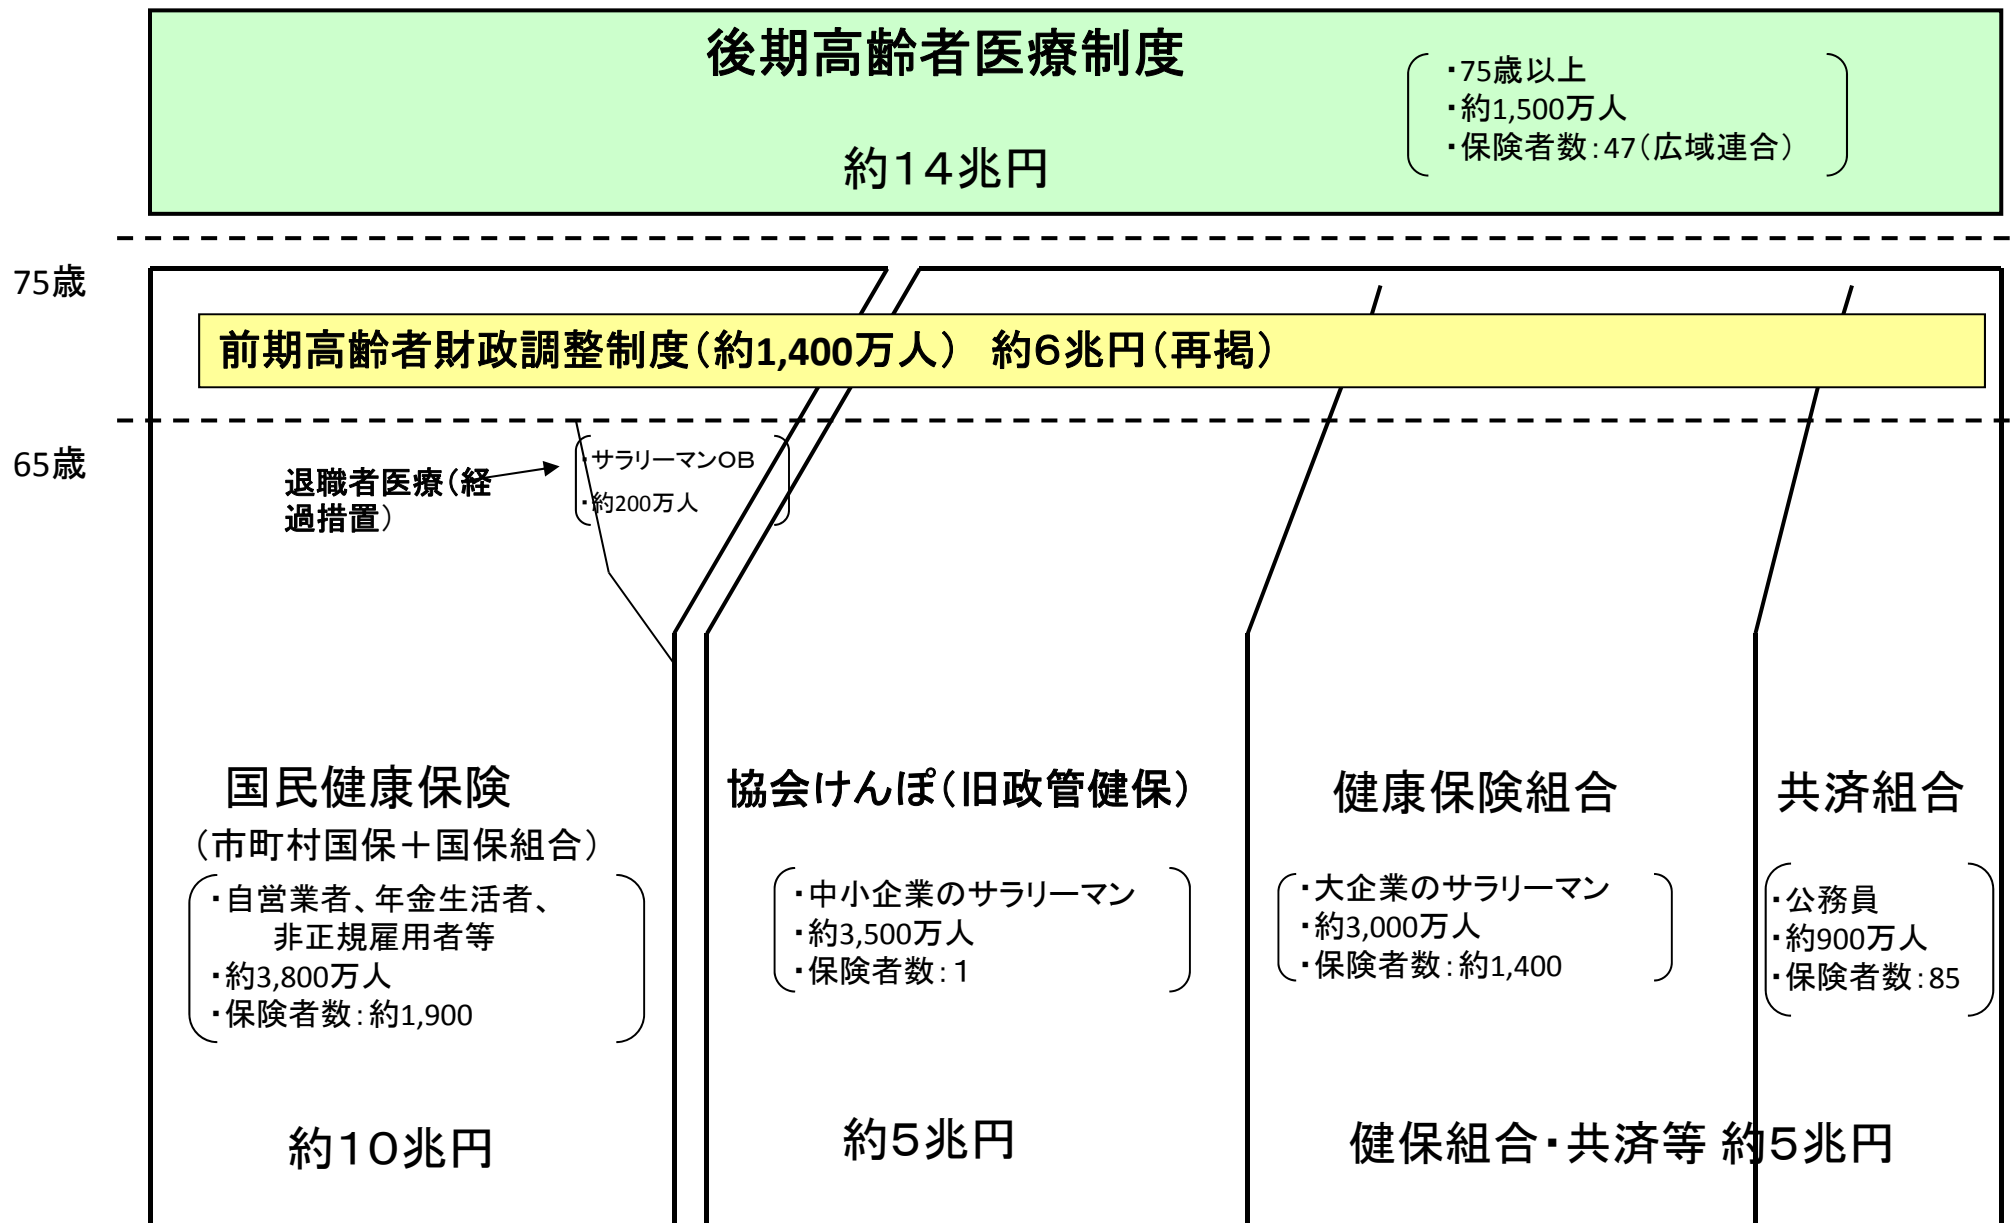 後期高齢者医療制度
約14兆円
・75歳以上
・約1,500万人
・保険者数:47(広域連合)
75歳
前期高齢者財政調整制度(約1,400万人) 約6兆円(再掲)
65歳
退職者医療(経
過措置)
・サラリーマンOB
・約200万人
国民健康保険
(市町村国保+国保組合)
・自営業者、年金生活者、
非正規雇用者等
・約3,800万人
・保険者数:約1,900
約10兆円
協会けんぽ(旧政管健保)
・中小企業のサラリーマン
・約3,500万人
・保険者数:1
約5兆円
健康保険組合
・大企業のサラリーマン
・約3,000万人
・保険者数:約1,400
共済組合
・公務員
・約900万人
・保険者数:85
健保組合・共済等 約5兆円